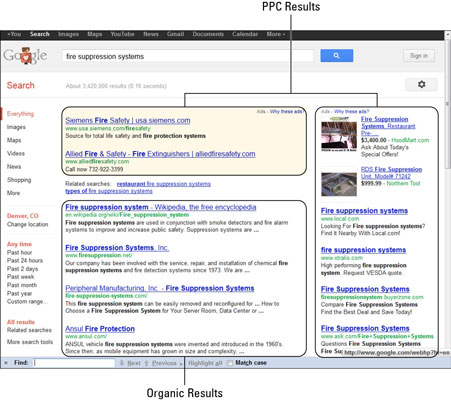 PPC Results
+You Search Images Maps YouTube News Gmail Documents Calendar More
Google
fire suppression systems
Sign in
Search
About 3,420,000 results (0.16 seconds)
Everything
Images
Maps
Videos
News
Shopping
More
Denver, CO
Change location
Any time
Past hour
Past 24 hours
Past 2 days
Past week
Past month
Past year
Custom range...
All results
Related searches
More search tools
Ads - Why these ads?
Siemens Fire Safety | usa.siemens.com
www.usa.siemens.com/firesafety
Source for total life safety and fire protection systems
Allied Fire & Safety - Fire Extinguishers | alliedfiresafety.com
www.alliedfiresafety.com
Call now 732-922-3399
Related searches: restaurant fire suppression systems
types of fire suppression systems
Fire suppression system - Wikipedia, the free encyclopedia
en.wikipedia.org/wiki/Fire_suppression_system
Fire suppression systems are used in conjunction with smoke detectors and fire alarm
systems to improve and increase public safety. Suppression systems are ...
Fire Suppression Systems, Inc.
www.firesuppression.net/
Our company has been involved with the service, repair, and installation of chemical fire
suppression systems and fire detection systems since 1973. We are ...
Peripheral Manufacturing, Inc. - Fire Suppression Systems
fire-suppression-systems.com/
This fire suppression system can be easily removed and reconfigured for ... How to
Choose a Fire Suppression System for Your Server Room, Data Center or ...
Ansul Fire Protection
www.ansul.com/
ANSUL vehicle fire suppression systems were invented and introduced in the 1960's.
Since then, as mobile equipment has grown in size and complexity, ...
Ads - Why these ads?
Fire Suppression
Systems, Restaurant
Pre- ...
$3,400.00 - HoodMart.com
Ask About Today's
Special Offers!
RDS Fire Suppression
Unit, Model# 71242
$999.99 - Northern Tool
Fire suppression systems
www.local.com
Looking For Fire suppression systems?
Find It Nearby With Local.com!
fire suppression systems
www.xtralis.com
High performing fire suppression
system. Request VESDA quote.
Fire suppression systems
firesuppressionsystem.buyerzone.com
Compare Fire suppression systems
Find the Best Deal and Save Today!
Fire Suppression Systems
www.ask.com/Fire+Suppression+Systems
Questions Fire Suppression Systems
http://www.google.com/webhp?hl=en
Find:
Next Previous Highlight all Match case
Organic Results